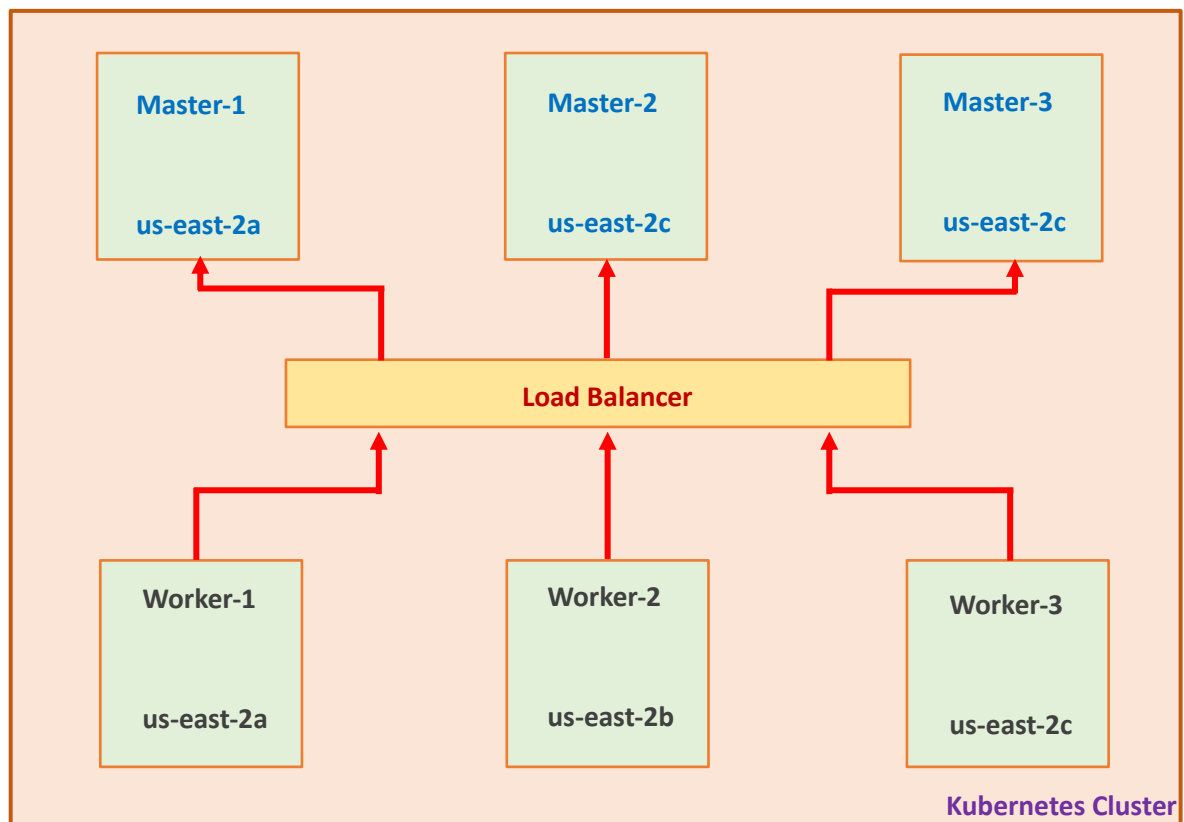 Master-1
us-east-2a
Master-2
us-east-2c
Master-3
us-east-2c
Load Balancer
Worker-1
us-east-2a
Worker-2
us-east-2b
Worker-3
us-east-2c
Kubernetes Cluster